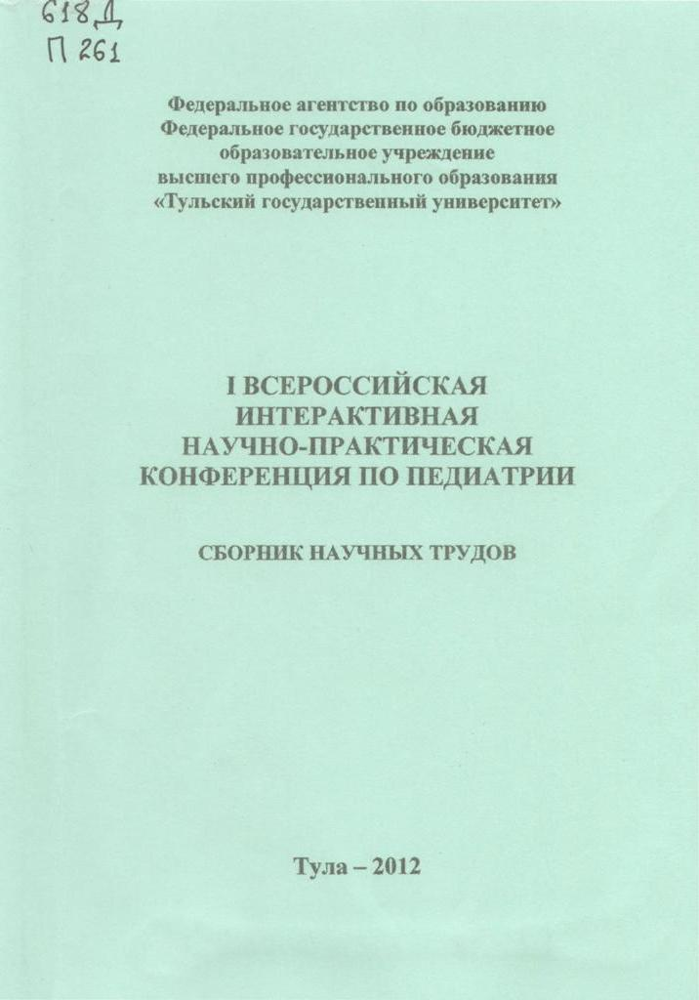 618 Д
П 261
Федеральное агентство по образованию
Федеральное государственное бюджетное
образовательное учреждение
высшего профессионального образования
«Тульский государственный университет»
I ВСЕРОССИЙСКАЯ
ИНТЕРАКТИВНАЯ
НАУЧНО-ПРАКТИЧЕСКАЯ
КОНФЕРЕНЦИЯ ПО ПЕДИАТРИИ
СБОРНИК НАУЧНЫХ ТРУДОВ
Тула – 2012